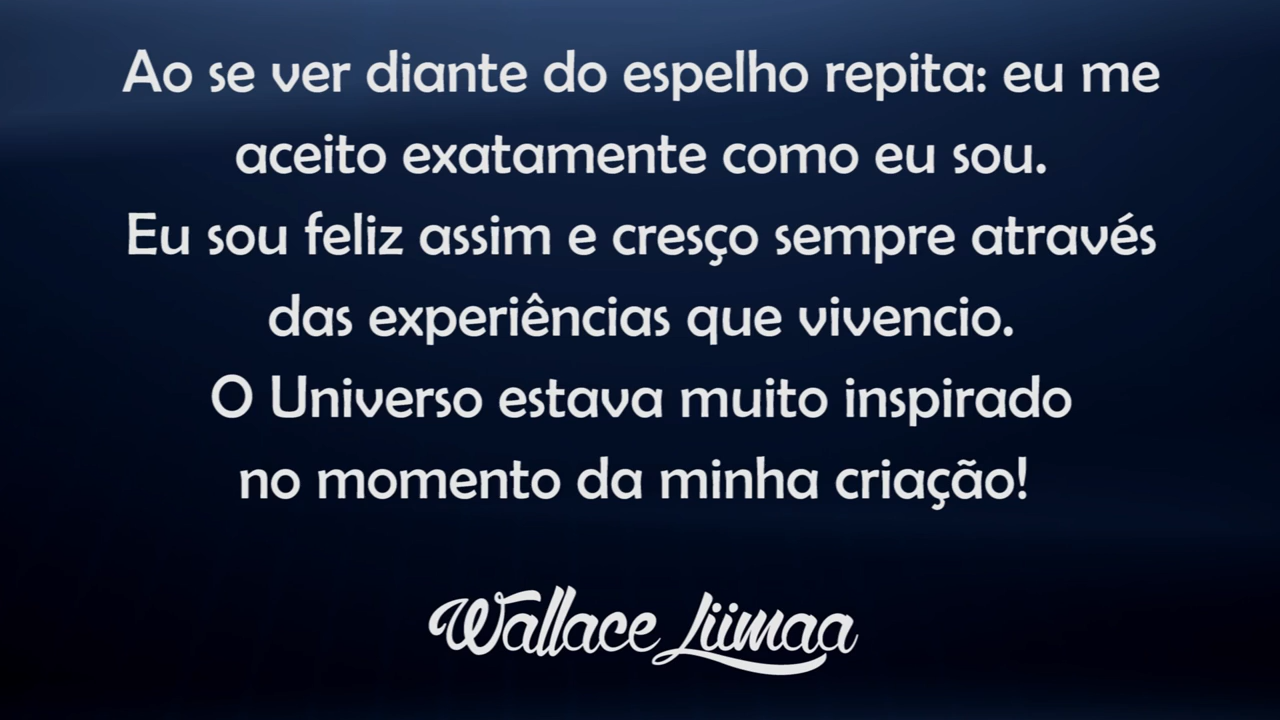 Ao se ver diante do espelho repita: eu me
aceito exatamente como eu sou.
Eu sou feliz assim e cresço sempre através
das experiências que vivencio.
O Universo estava muito inspirado
no momento da minha criação!
Wallace Liimaa